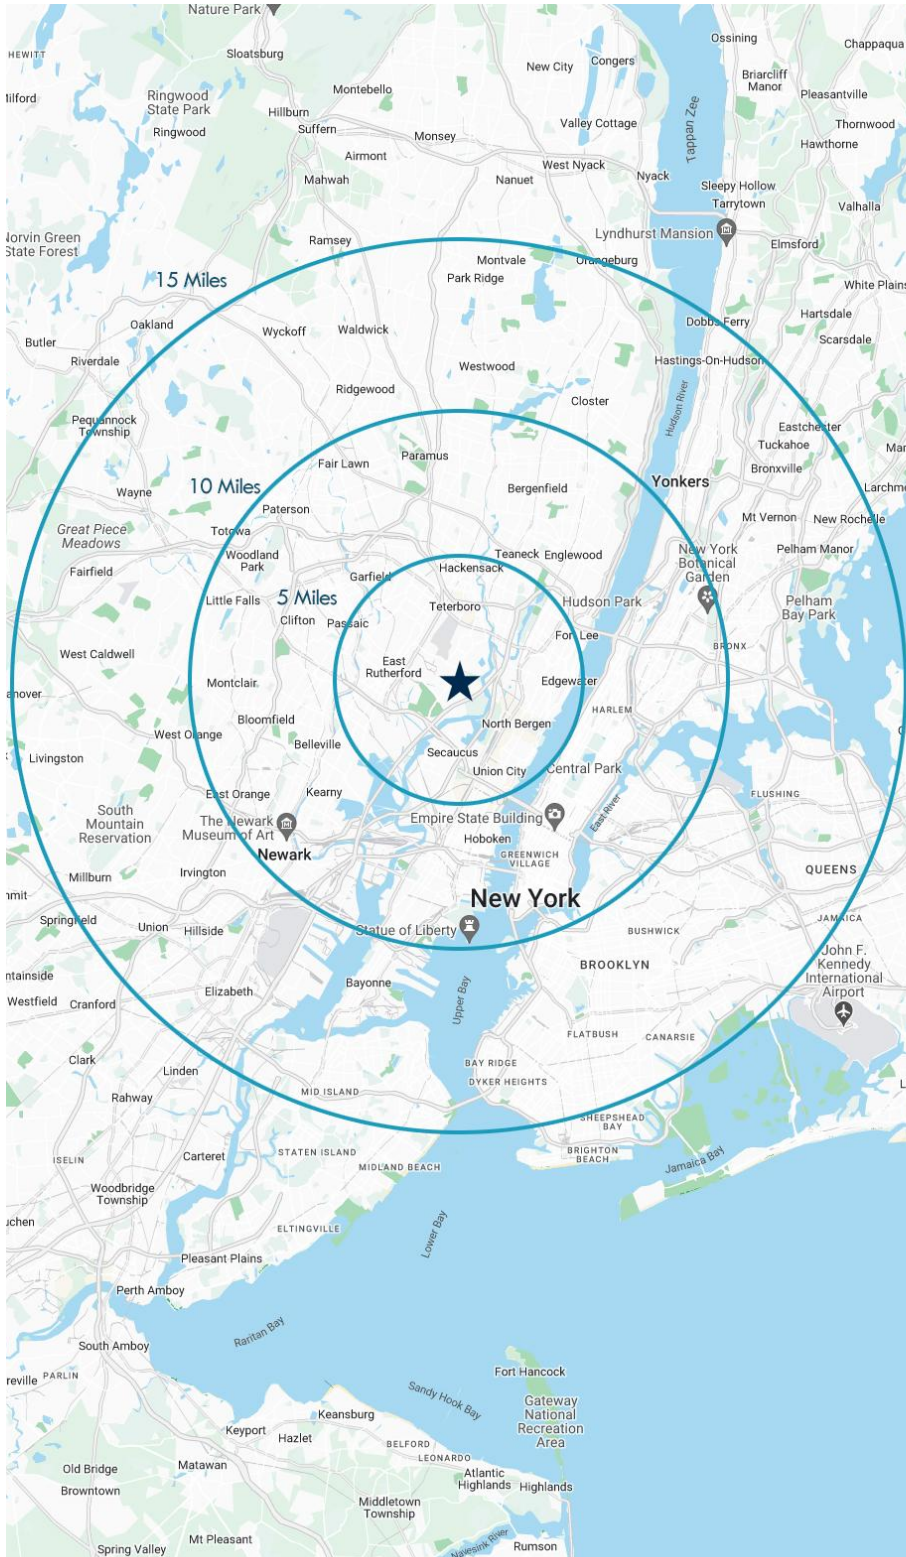 Nature Park
Ossining
HEWITT
Sloatsburg
Chappaqua
New City
Congers
Briarcliff
Manor
Montebello
Pleasantville
Ringwood
State Park
Hillburn
Valley Cottage
Thornwood
Ringwood
Suffern
Monsey
Tappan Zee
Hawthorne
Airmont
West Nyack
Mahwah
Nanuet
Nyack
Sleepy Hollow
Tarrytown
Valhalla
Norvin Green
State Forest
Ramsey
Lyndhurst Mansion
Elmsford
Montvale
Orangeburg
15 Miles
Park Ridge
White Plains
Oakland
Wyckoff
Waldwick
Dobbs Ferry
Hartsdale
Butler
Scarsdale
Riverdale
Westwood
Hastings-On-Hudson
Ridgewood
Closter
Hudson River
Pequannock
Township
Eastchester
Tuckahoe
Fair Lawn
Paramus
Bronxville
10 Miles
Bergenfield
Yonkers
Wayne
Paterson
Mt Vernon
New Rochelle
Great Piece
Meadows
Totowa
Woodland
Park
Teaneck
Englewood
New York
Botanical
Garden
Pelham Manor
Fairfield
Garfield
Hackensack
5 Miles
Little Falls
Teterboro
Hudson Park
Pelham
Bay Park
Clifton
Passaic
Fort Lee
BRONX
West Caldwell
East
Rutherford
Montclair
Edgewater
HARLEM
Bloomfield
North Bergen
West Orange
Belleville
Livingston
Secaucus
Union City
Central Park
East Orange
Kearny
FLUSHING
South
Mountain
Reservation
The Newark
Museum of Art
Empire State Building
East River
Hoboken
Newark
GREENWICH
VILLAGE
Millburn
Irvington
QUEENS
New York
Springfield
Union
Hillside
Statue of Liberty
BUSHWICK
JAMAICA
BROOKLYN
John F.
Kennedy
International
Airport
Westfield
Cranford
Elizabeth
Bayonne
Upper Bay
FLATBUSH
CANARSIE
Clark
Linden
BAY RIDGE
DYKER HEIGHTS
Rahway
MID ISLAND
SHEEPSHEAD
BAY
ISELIN
Carteret
STATEN ISLAND
MIDLAND BEACH
BRIGHTON
BEACH
Jamaica Bay
Woodbridge
Township
ELTINGVILLE
Lower Bay
Pleasant Plains
Perth Amboy
Raritan Bay
South Amboy
PARLIN
Fort Hancock
Sandy Hook Bay
Gateway
National
Recreation
Area
Keansburg
Keyport
Hazlet
BELFORD
LEONARDO
Old Bridge
Matawan
Atlantic
Highlands
Highlands
Browntown
Middletown
Township
Mt Pleasant
Navesink River
Spring Valley
Rumson